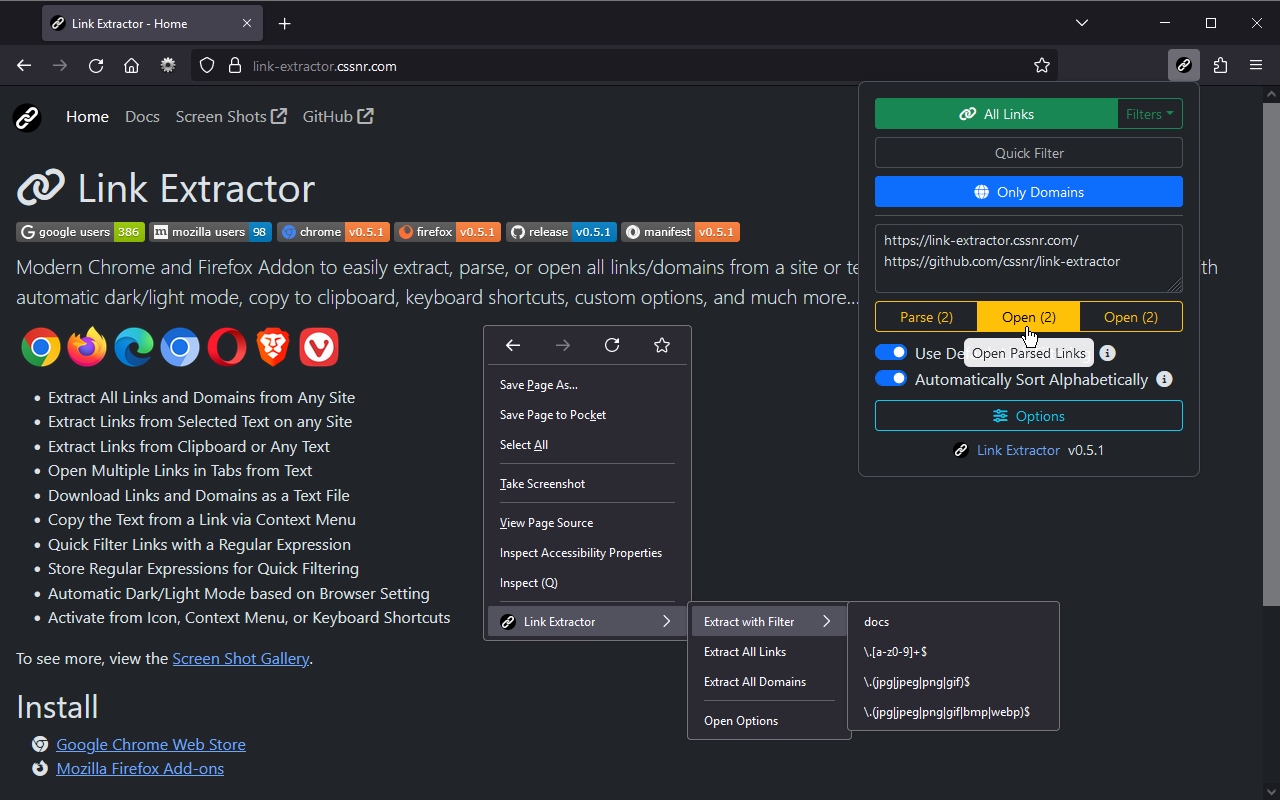 Link Extractor - Home
link-extractor.cssnr.com
Home Docs Screen Shots GitHub
Link Extractor
google users 386 mozilla users 98 chrome v0.5.1 firefox v0.5.1 release v0.5.1 manifest v0.5.1
Modern Chrome and Firefox Addon to easily extract, parse, or open all links/domains from a site or te th
automatic dark/light mode, copy to clipboard, keyboard shortcuts, custom options, and much more...
• Extract All Links and Domains from Any Site
• Extract Links from Selected Text on any Site
• Extract Links from Clipboard or Any Text
• Open Multiple Links in Tabs from Text
• Download Links and Domains as a Text File
• Copy the Text from a Link via Context Menu
• Quick Filter Links with a Regular Expression
• Store Regular Expressions for Quick Filtering
• Automatic Dark/Light Mode based on Browser Setting
• Activate from Icon, Context Menu, or Keyboard Shortcuts
To see more, view the Screen Shot Gallery.
Install
Google Chrome Web Store
Mozilla Firefox Add-ons
Save Page As...
Save Page to Pocket
Select All
Take Screenshot
View Page Source
Inspect Accessibility Properties
Inspect (Q)
Link Extractor
Extract with Filter
Extract All Links
Extract All Domains
Open Options
docs
\.[a-z0-9]+$
\.(jpg|jpeg|png|gif)$
\.(jpg|jpeg|png|gif|bmp|webp)$
All Links Filters
Quick Filter
Only Domains
https://link-extractor.cssnr.com/
https://github.com/cssnr/link-extractor
Parse (2) Open (2) Open (2)
Use De
Open Parsed Links
Automatically Sort Alphabetically
Options
Link Extractor v0.5.1